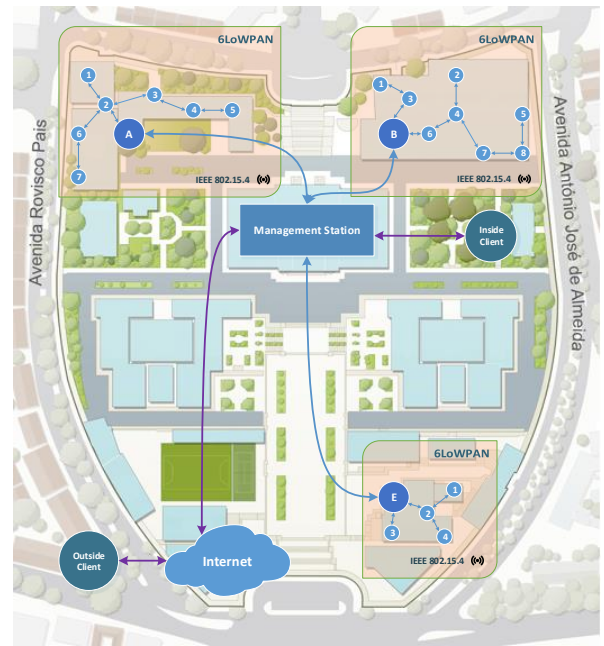 6LoWPAN
1
2
3
4
5
6
7
A
IEEE 802.15.4
6LoWPAN
1
2
3
4
5
6
7
8
B
IEEE 802.15.4
Avenida Rovisco Pais
Avenida António José de Almeida
Management Station
Inside
Client
6LoWPAN
E
1
2
3
4
IEEE 802.15.4
Outside
Client
Internet